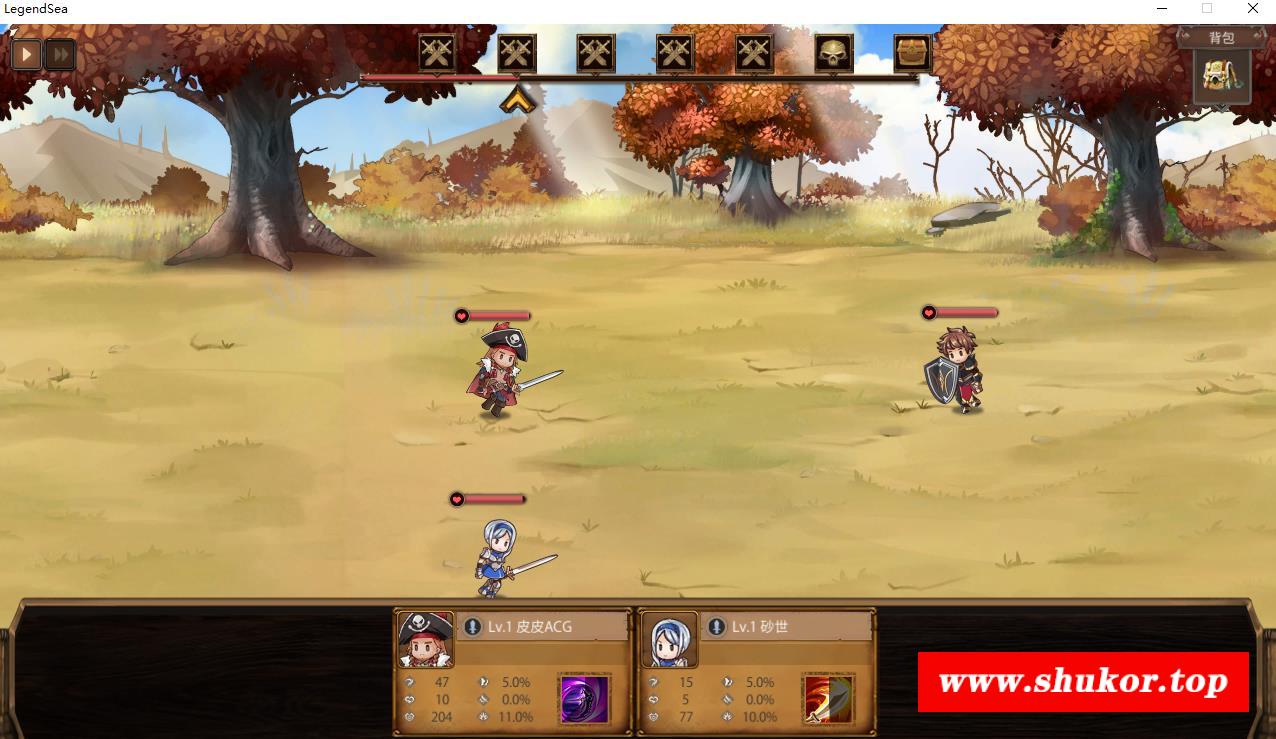 LegendSea
背包
Lv.1 皮皮ACG
47 5.0%
10 0.0%
204 11.0%
Lv.1 砂世
15 5.0%
5 0.0%
77 10.0%
www.shukor.top